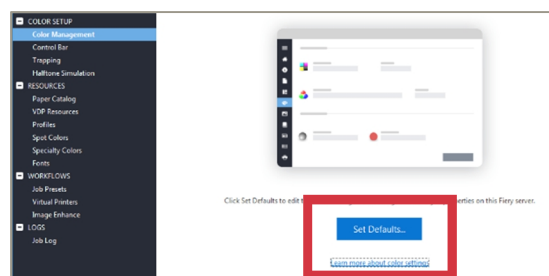 COLOR SETUP
Color Management
Control Bar
Trapping
Halftone Simulation
RESOURCES
Paper Catalog
VDP Resources
Profiles
Spot Colors
Specialty Colors
Fonts
WORKFLOWS
Job Presets
Virtual Printers
Image Enhance
LOGS
Job Log
Click Set Defaults to edit erties on this Fiery server.
Set Defaults...
Learn more about color settings